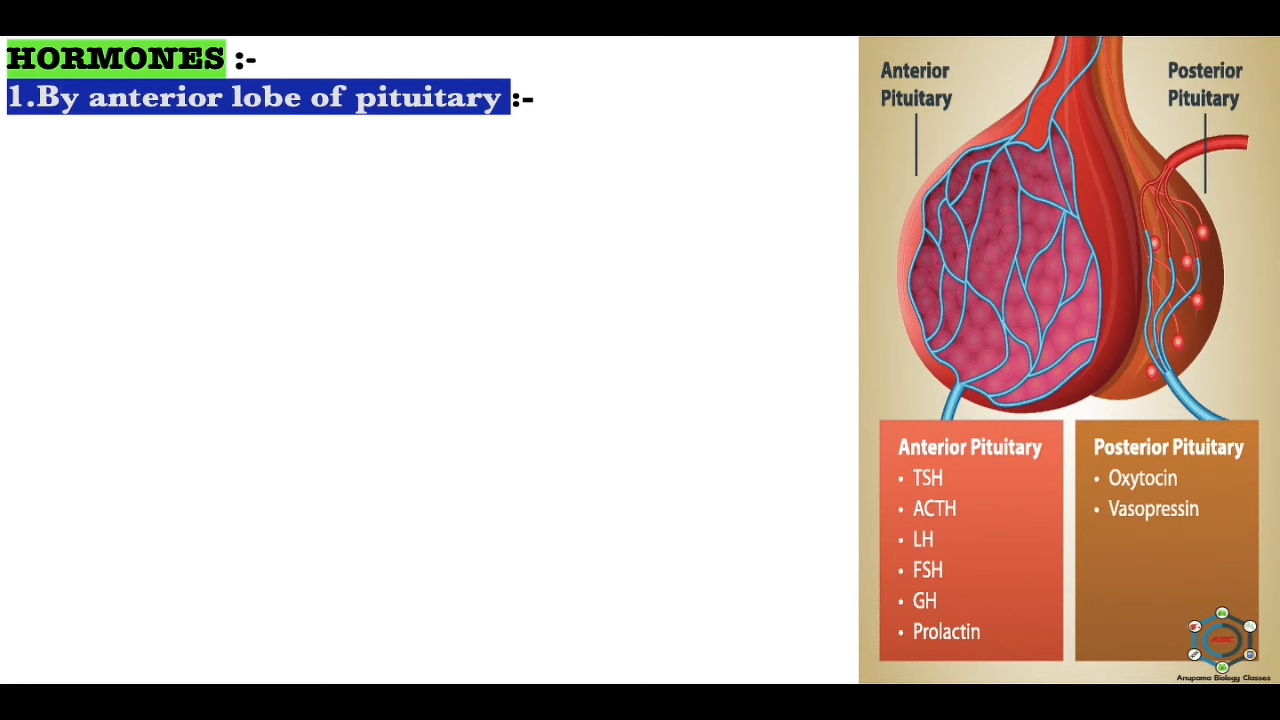 HORMONES :-
1.By anterior lobe of pituitary :-
Anterior
Pituitary
Posterior
Pituitary
Anterior Pituitary
• TSH
• ACTH
• LH
• FSH
• GH
• Prolactin
Posterior Pituitary
• Oxytocin
• Vasopressin
ABC
Anupama Biology Classes